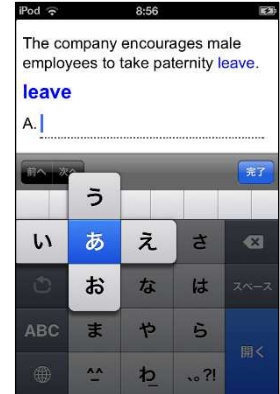 iPod 8:56
The company encourages male
employees to take paternity leave.
leave
A.
前へ 次へ 完了
う
い あ え さ
お な は スペース
ABC ま や ら
^^ わ 、。?! 開く